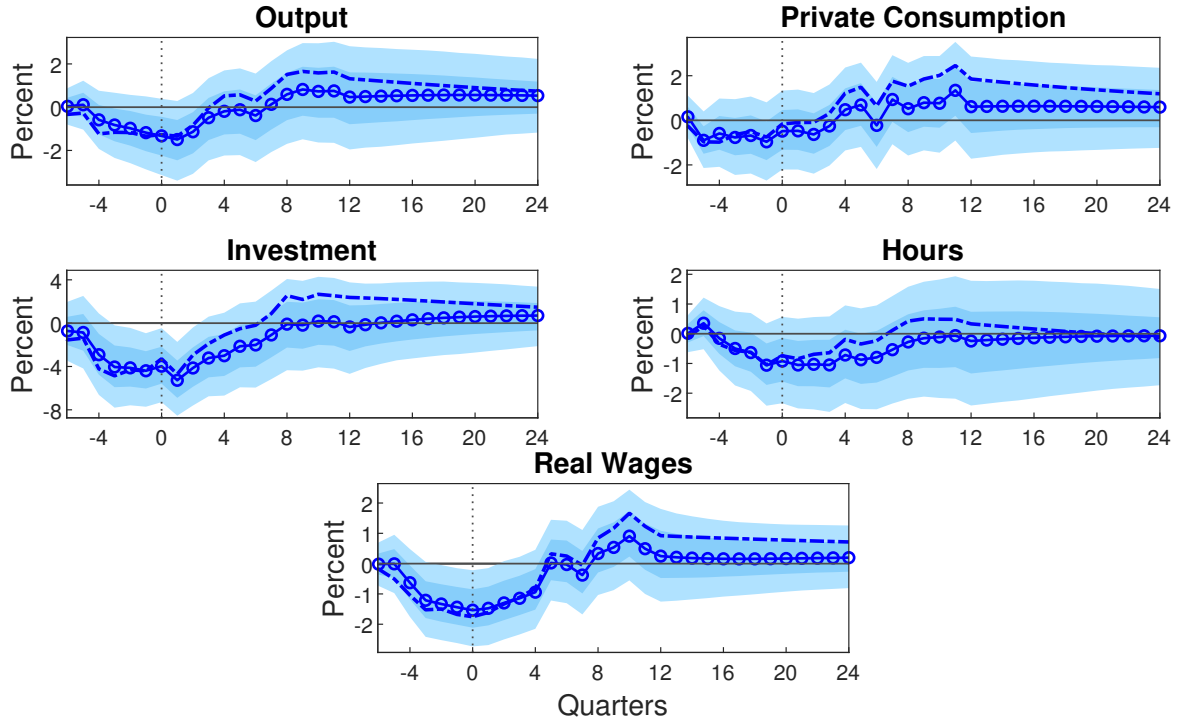 Output
Percent
2
0
-2
-4 0 4 8 12 16 20 24
Private Consumption
Percent
2
0
-2
-4 0 4 8 12 16 20 24
Investment
Percent
4
0
-4
-8
-4 0 4 8 12 16 20 24
Hours
Percent
2
1
0
-1
-2
-4 0 4 8 12 16 20 24
Real Wages
Percent
2
1
0
-1
-2
-4 0 4 8 12 16 20 24
Quarters